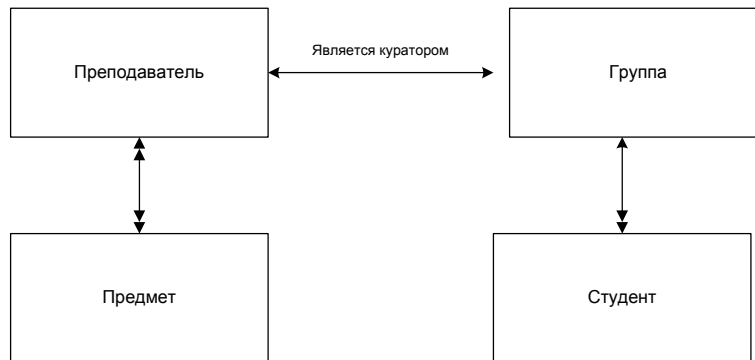 Является куратором
Преподаватель
Группа
Предмет
Студент